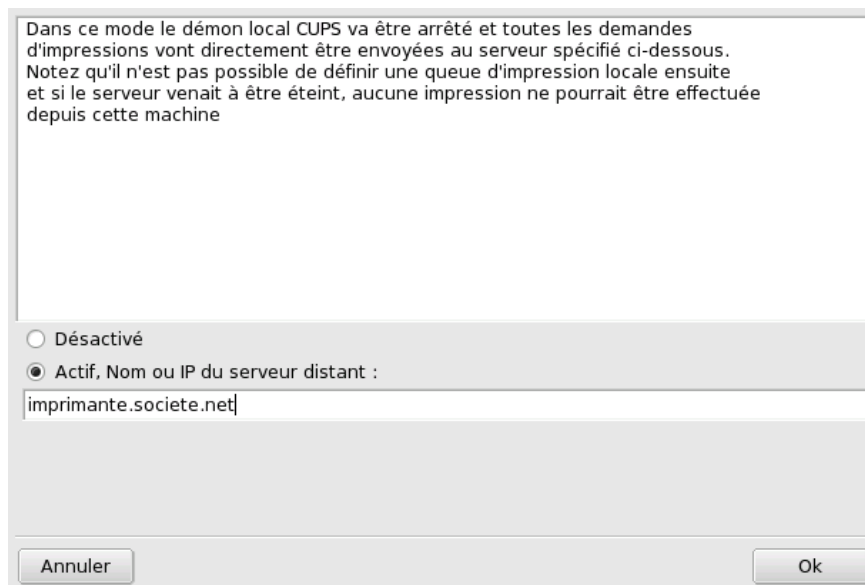 Dans ce mode le démon local CUPS va être arrêté et toutes les demandes
d'impressions vont directement être envoyées au serveur spécifié ci-dessous.
Notez qu'il n'est pas possible de définir une queue d'impression locale ensuite
et si le serveur venait à être éteint, aucune impression ne pourrait être effectuée
depuis cette machine
Désactivé
Actif, Nom ou IP du serveur distant :
imprimante.societe.net
Annuler
Ok